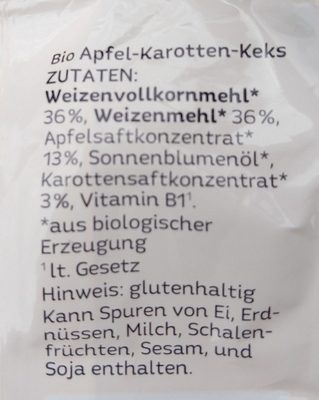 Bio Apfel-Karotten-Keks
ZUTATEN:
Weizenvollkornmehl*
36%, Weizenmehl* 36%,
Apfelsaftkonzentrat*
13%, Sonnenblumenöl*,
Karottensaftkonzentrat*
3%, Vitamin B1¹.
*aus biologischer
Erzeugung
¹lt. Gesetz
Hinweis: glutenhaltig
Kann Spuren von Ei, Erd-
nüssen, Milch, Schalen-
früchten, Sesam, und
Soja enthalten.